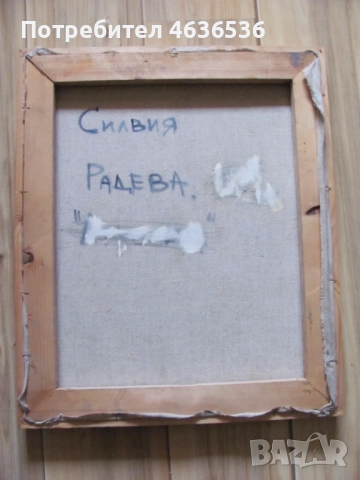 Потребител 4636536
Силвия
Радева.
"          "
BAZAR